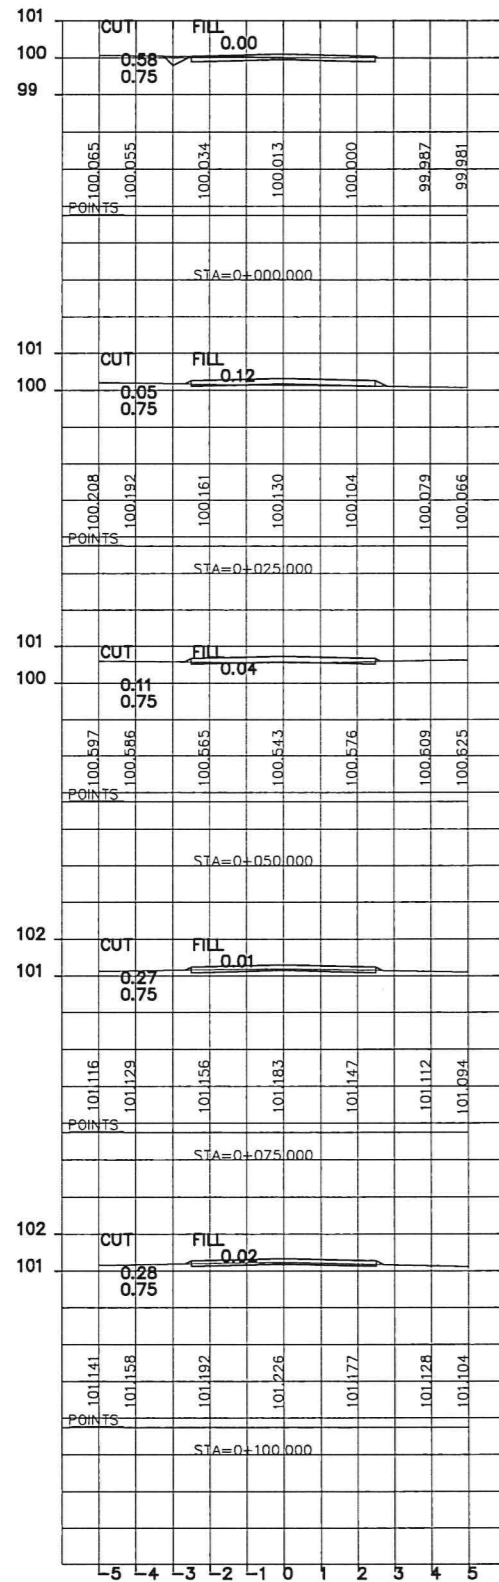 101
CUT FILL
0.00
100
0.58
0.75
99
100.065 100.055 100.034 100.013 100.000 99.987 99.981
POINTS
STA=0+000.000
101
CUT FILL
0.12
100
0.05
0.75
100.208 100.192 100.161 100.130 100.104 100.079 100.066
POINTS
STA=0+025.000
101
CUT FILL
0.04
100
0.11
0.75
100.597 100.586 100.565 100.543 100.576 100.609 100.625
POINTS
STA=0+050.000
102
CUT FILL
0.01
101
0.27
0.75
101.116 101.129 101.156 101.183 101.147 101.112 101.094
POINTS
STA=0+075.000
102
CUT FILL
0.02
101
0.28
0.75
101.141 101.158 101.192 101.226 101.177 101.128 101.104
POINTS
STA=0+100.000
-5 -4 -3 -2 -1 0 1 2 3 4 5